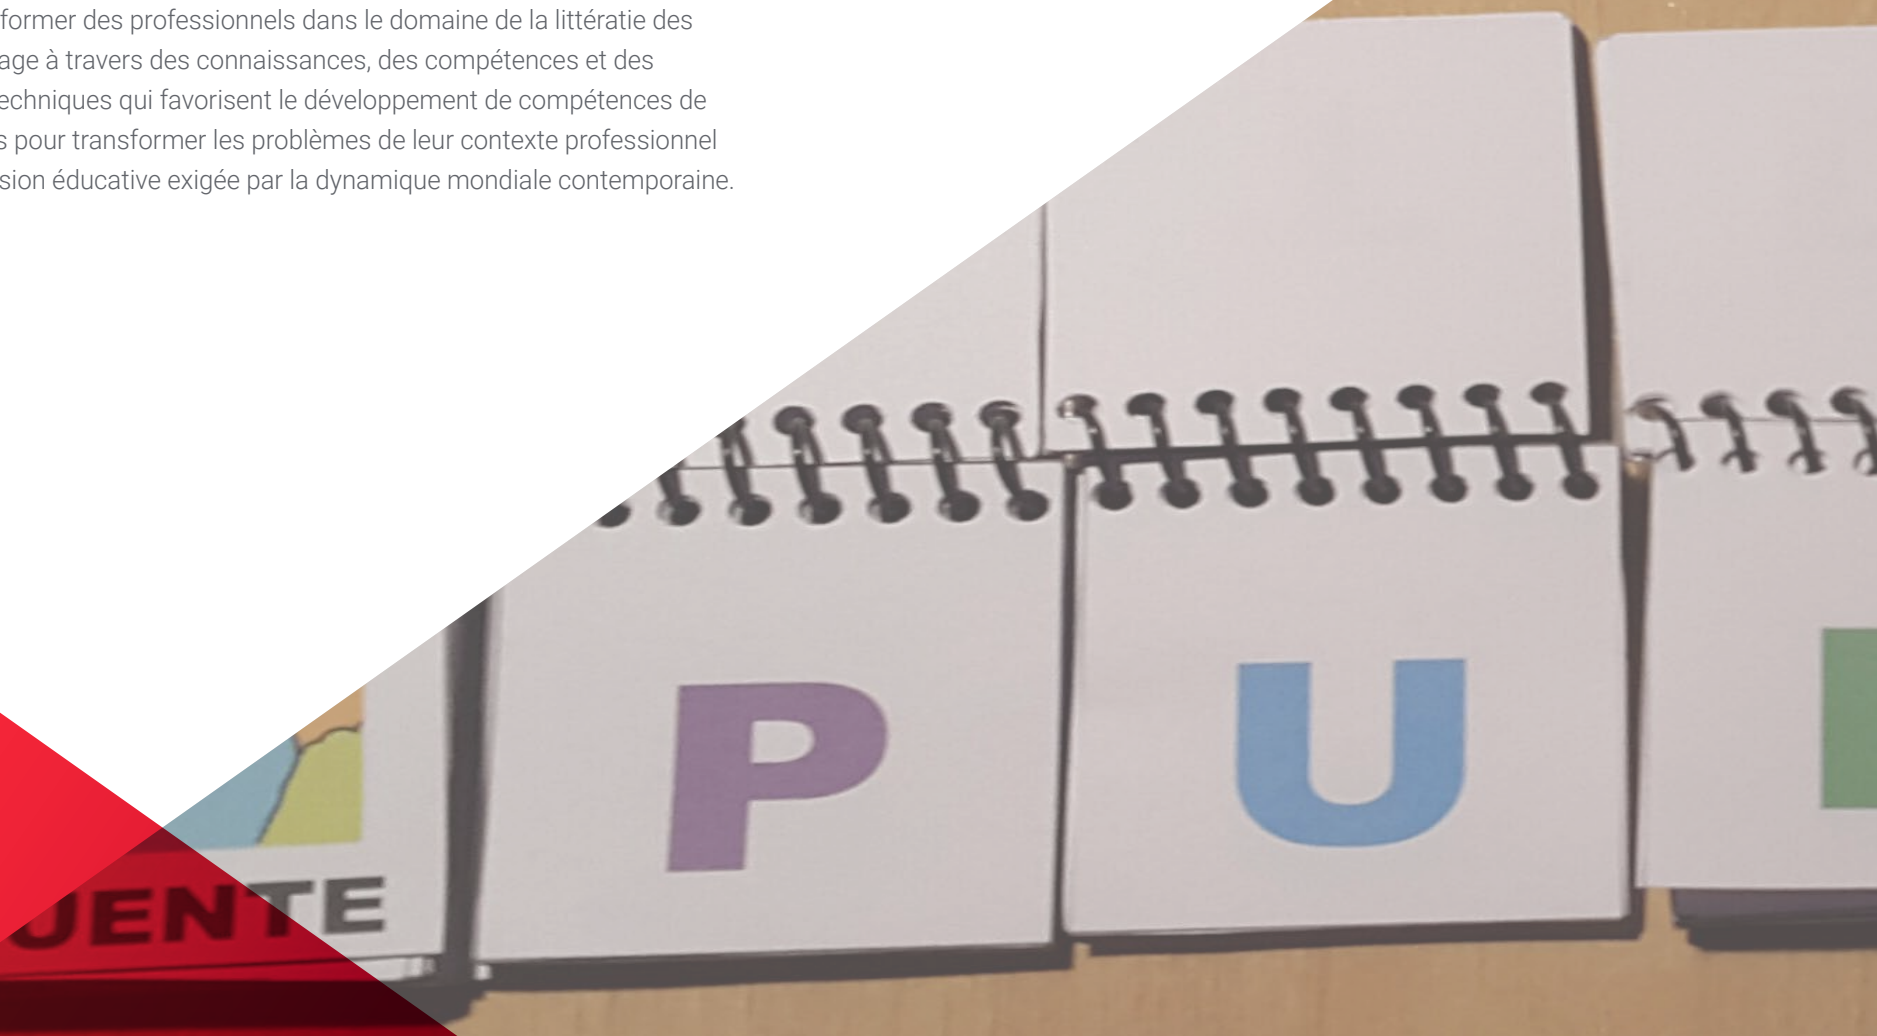 former des professionnels dans le domaine de la littératie des
age à travers des connaissances, des compétences et des
echniques qui favorisent le développement de compétences de
s pour transformer les problèmes de leur contexte professionnel
sion éducative exigée par la dynamique mondiale contemporaine.
P U
UENTE